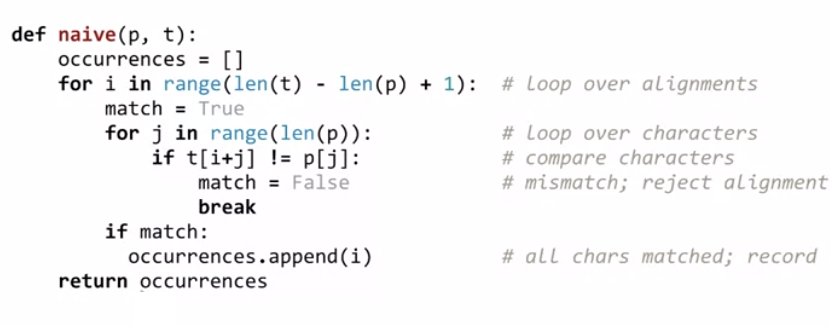 def naive(p, t):
    occurrences = []
    for i in range(len(t) - len(p) + 1):  # loop over alignments
        match = True
        for j in range(len(p)):           # loop over characters
            if t[i+j] != p[j]:            # compare characters
                match = False             # mismatch; reject alignment
                break
        if match:
          occurrences.append(i)           # all chars matched; record
    return occurrences